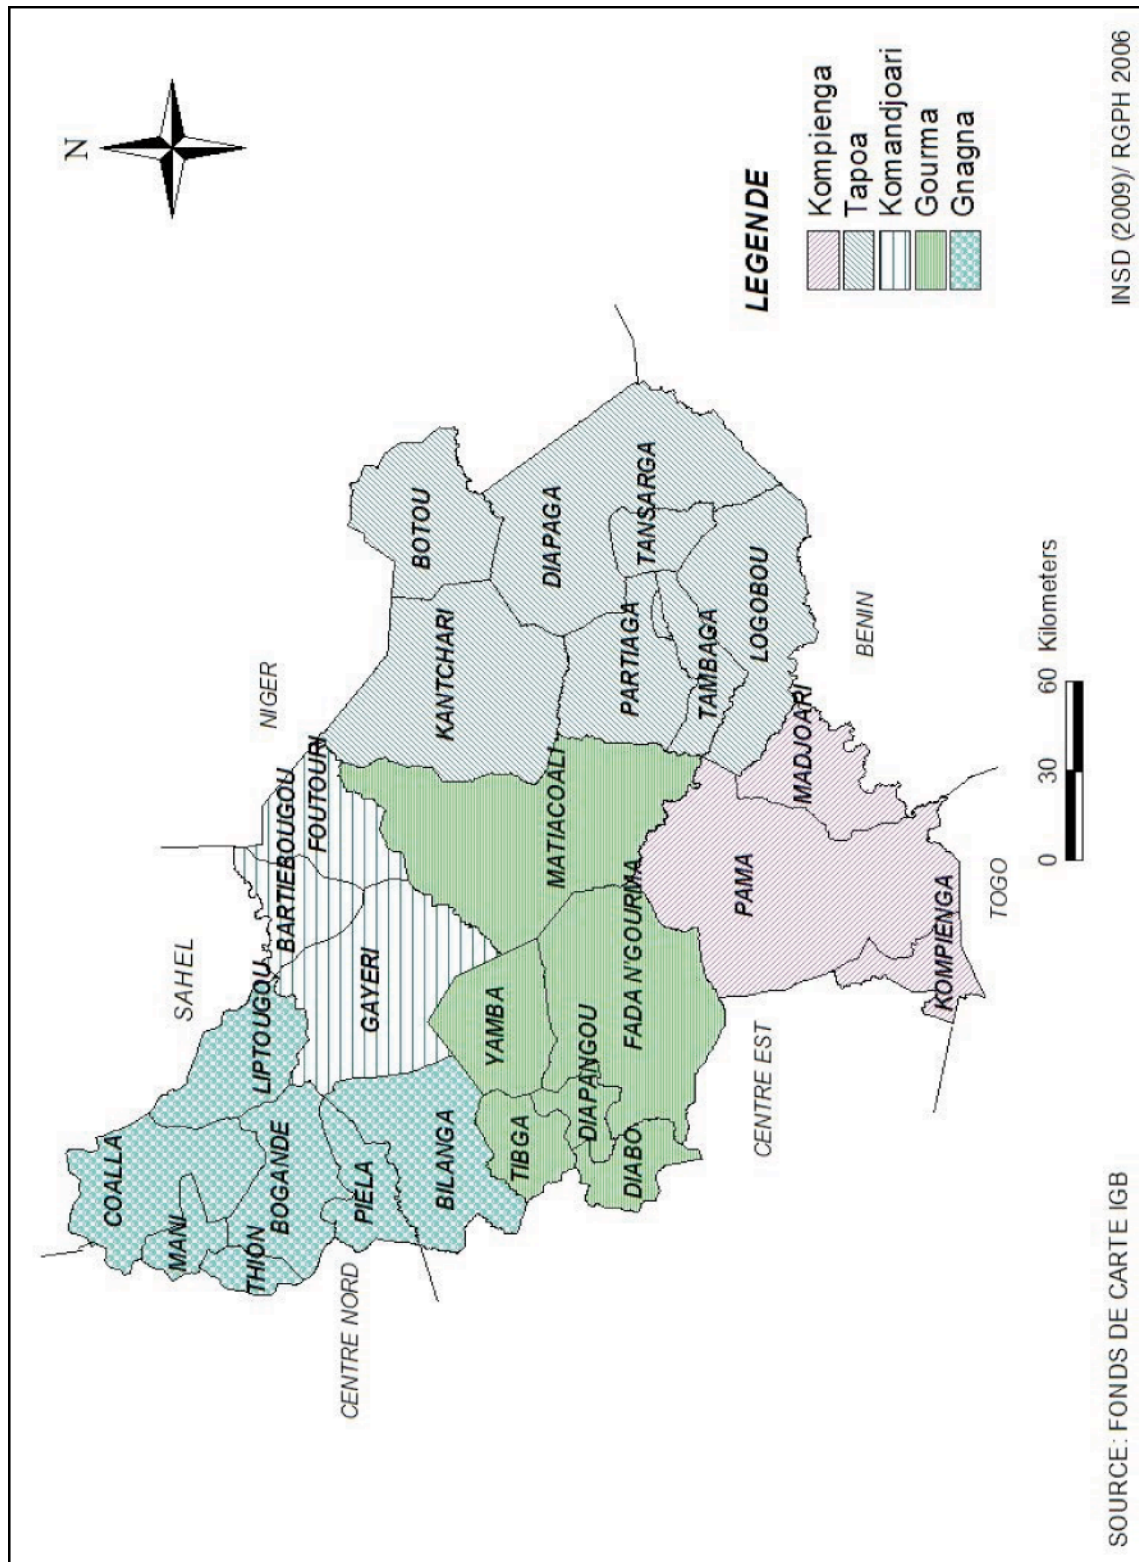 N
COALLA
MANI
THION
BOGANDE
LIPTOUGOU
PIELA
BILANGA
SAHEL
NIGER
CENTRE NORD
BARTIEBOUGOU
FOUTOURI
GAYERI
YAMBA
TIBGA
DIAPANGOU
DIABO
FADA N'GOURMA
MATIACOALI
KANTCHARI
BOTOU
DIAPAGA
PARTIAGA
TANSARGA
TAMBAGA
LOGOBOU
MADJOARI
PAMA
KOMPIENGA
CENTRE EST
BENIN
TOGO
LEGENDE
Kompienga
Tapoa
Komandjoari
Gourma
Gnagna
0 30 60 Kilometers
SOURCE: FONDS DE CARTE IGB
INSD (2009)/ RGPH 2006